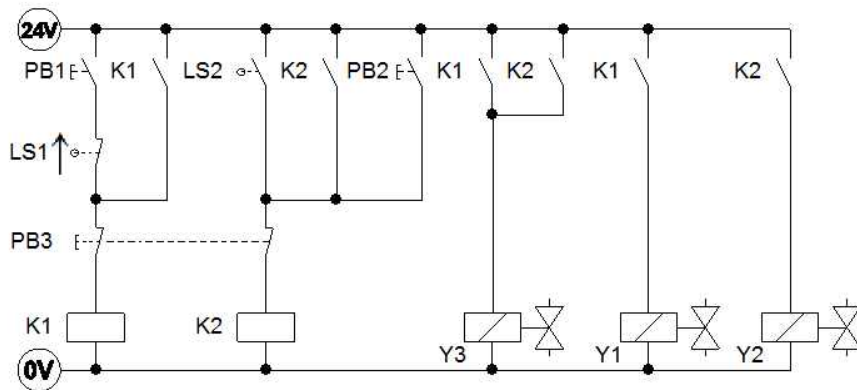 24V
PB1 K1 LS2 K2 PB2 K1 K2 K1 K2
LS1
PB3
K1 K2
Y3 Y1 Y2
0V